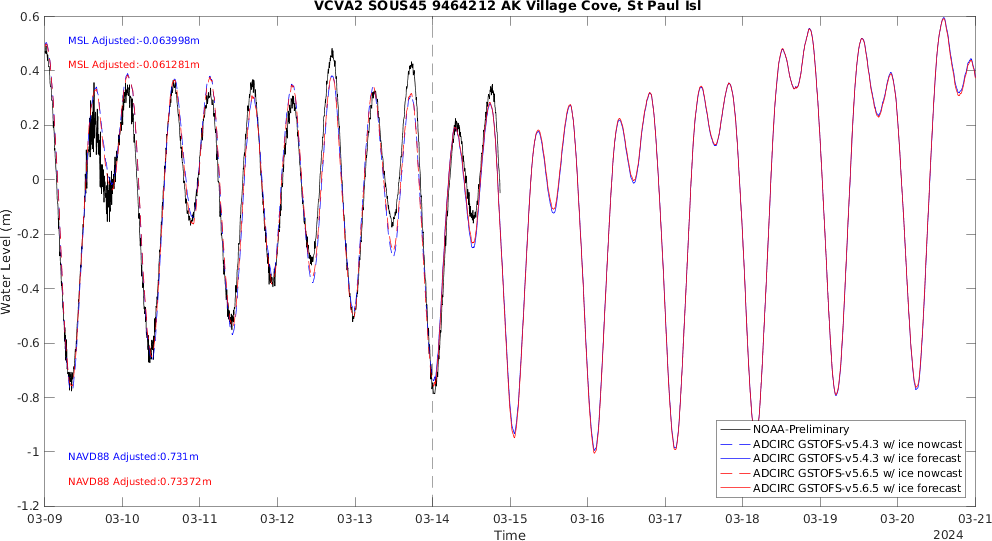 VCVA2 SOUS45 9464212 AK Village Cove, St Paul Isl
0.6
0.4
0.2
0
-0.2
-0.4
-0.6
-0.8
-1
-1.2
Water Level (m)
MSL Adjusted:-0.063998m
MSL Adjusted:-0.061281m
NAVD88 Adjusted:0.731m
NAVD88 Adjusted:0.73372m
NOAA-Preliminary
ADCIRC GSTOFS-v5.4.3 w/ ice nowcast
ADCIRC GSTOFS-v5.4.3 w/ ice forecast
ADCIRC GSTOFS-v5.6.5 w/ ice nowcast
ADCIRC GSTOFS-v5.6.5 w/ ice forecast
03-09 03-10 03-11 03-12 03-13 03-14 03-15 03-16 03-17 03-18 03-19 03-20 03-21
Time
2024